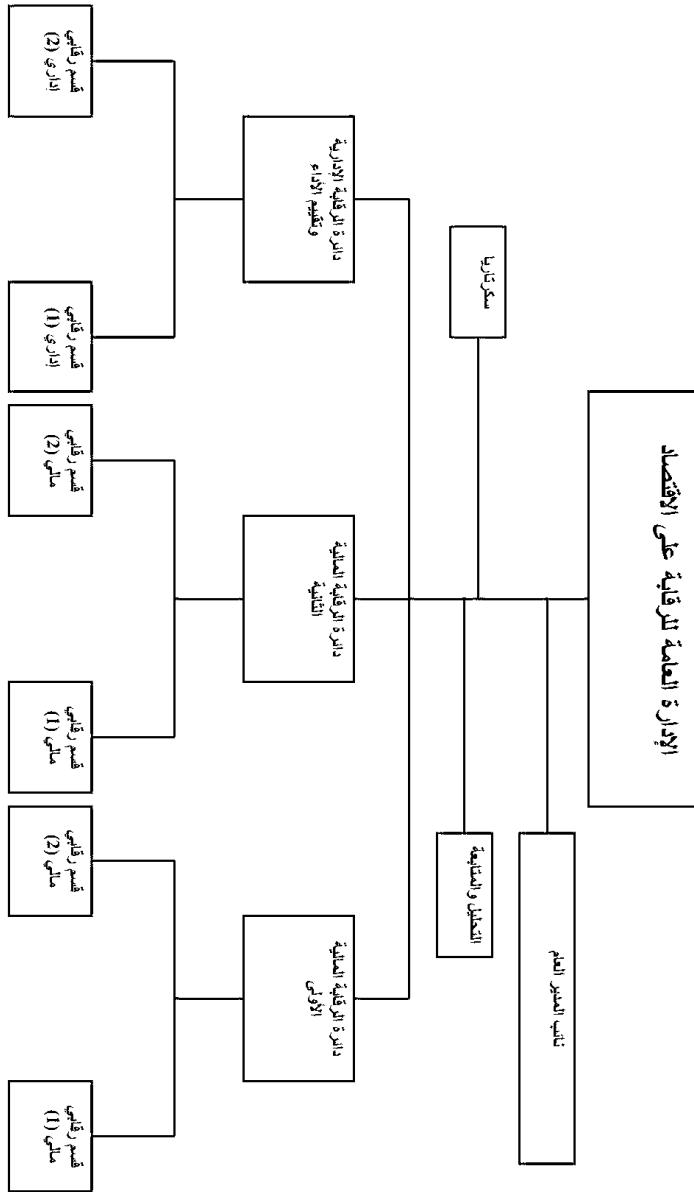 الإدارة العامة للرقابة على الاقتصاد
نائب المدير العام
سكرتاريا
التحليل والمتابعة
دائرة الرقابة المالية
الأولى
دائرة الرقابة المالية
الثانية
دائرة الرقابة الإدارية
وتقييم الأداء
قسم رقابي
مالي (1)
قسم رقابي
مالي (2)
قسم رقابي
مالي (1)
قسم رقابي
مالي (2)
قسم رقابي
إداري (1)
قسم رقابي
إداري (2)